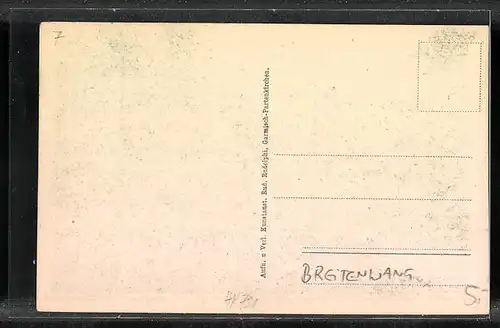 7
Aufn. u Verl. Kunstanst. Rud. Rudolphi, Garmisch-Partenkirchen.
BREITENWANG
5.-